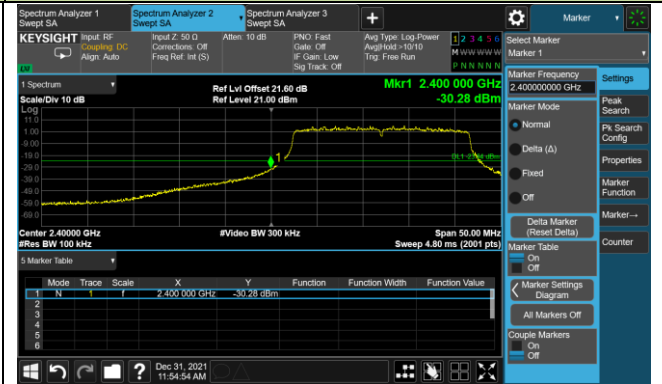 Spectrum Analyzer 1
Swept SA
Spectrum Analyzer 2
Swept SA
Spectrum Analyzer 3
Swept SA
Marker
KEYSIGHT
Input: RF
Coupling: DC
Align: Auto
Input Z: 50 Ω
Corrections: Off
Freq Ref: Int (S)
Atten: 10 dB
PNO: Fast
Gate: Off
IF Gain: Low
Sig Track: Off
Avg Type: Log-Power
Avg|Hold:>10/10
Trig: Free Run
1 2 3 4 5 6
M W W W W W
P N N N N N
Select Marker
Marker 1
1 Spectrum
Scale/Div 10 dB
Log
Ref Lvl Offset 21.60 dB
Ref Level 21.00 dBm
Mkr1 2.400 000 GHz
-30.28 dBm
11.0
1.00
-9.00
-19.0
-29.0
-39.0
-49.0
-59.0
-69.0
1
Center 2.40000 GHz
#Res BW 100 kHz
#Video BW 300 kHz
Span 50.00 MHz
Sweep 4.80 ms (2001 pts)
5 Marker Table
Mode Trace Scale X Y Function Function Width Function Value
1 N 1 f 2.400 000 GHz -30.28 dBm
2
3
4
5
6
Marker Frequency
2.400000000 GHz
Marker Mode
Normal
Delta (Δ)
Fixed
Off
Delta Marker
(Reset Delta)
Marker Table
On
Off
Marker Settings
Diagram
All Markers Off
Couple Markers
On
Off
Settings
Peak
Search
Pk Search
Config
Properties
Marker
Function
Marker→
Counter
Dec 31, 2021
11:54:54 AM